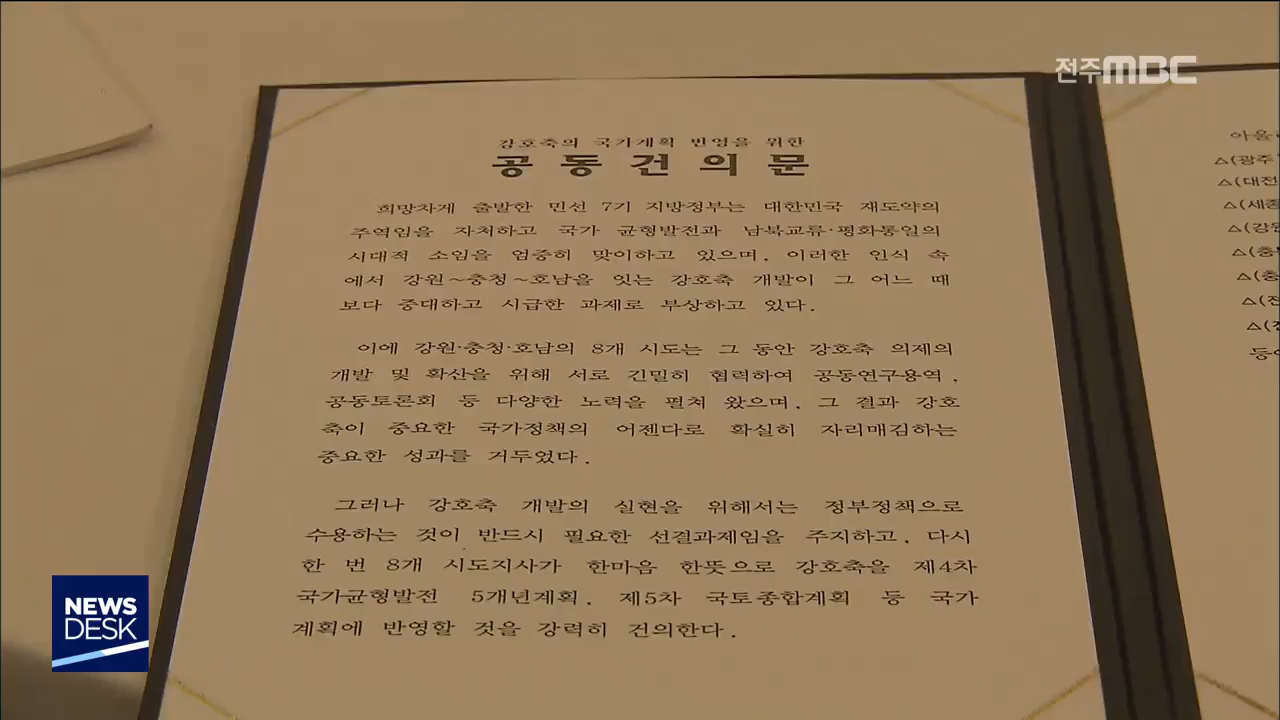 전주MBC
강호축의 국가계획 반영을 위한
공동건의문
희망차게 출발한 민선 7기 지방정부는 대한민국 재도약의
주역임을 자처하고 국가 균형발전과 남북교류·평화통일의
시대적 소임을 엄중히 맞이하고 있으며, 이러한 인식 속
에서 강원~충청~호남을 잇는 강호축 개발이 그 어느 때
보다 중대하고 시급한 과제로 부상하고 있다.
이에 강원·충청·호남의 8개 시도는 그 동안 강호축 의제의
개발 및 확산을 위해 서로 긴밀히 협력하여 공동연구용역,
공동토론회 등 다양한 노력을 펼쳐 왔으며, 그 결과 강호
축이 중요한 국가정책의 어젠다로 확실히 자리매김하는
중요한 성과를 거두었다.
그러나 강호축 개발의 실현을 위해서는 정부정책으로
수용하는 것이 반드시 필요한 선결과제임을 주지하고, 다시
한 번 8개 시도지사가 한마음 한뜻으로 강호축을 제4차
국가균형발전 5개년계획, 제5차 국토종합계획 등 국가
계획에 반영할 것을 강력히 건의한다.
아울
△(광주
△(대전
△(세종
△(강원
△(충
△(충
△(전
△(전
NEWS
DESK